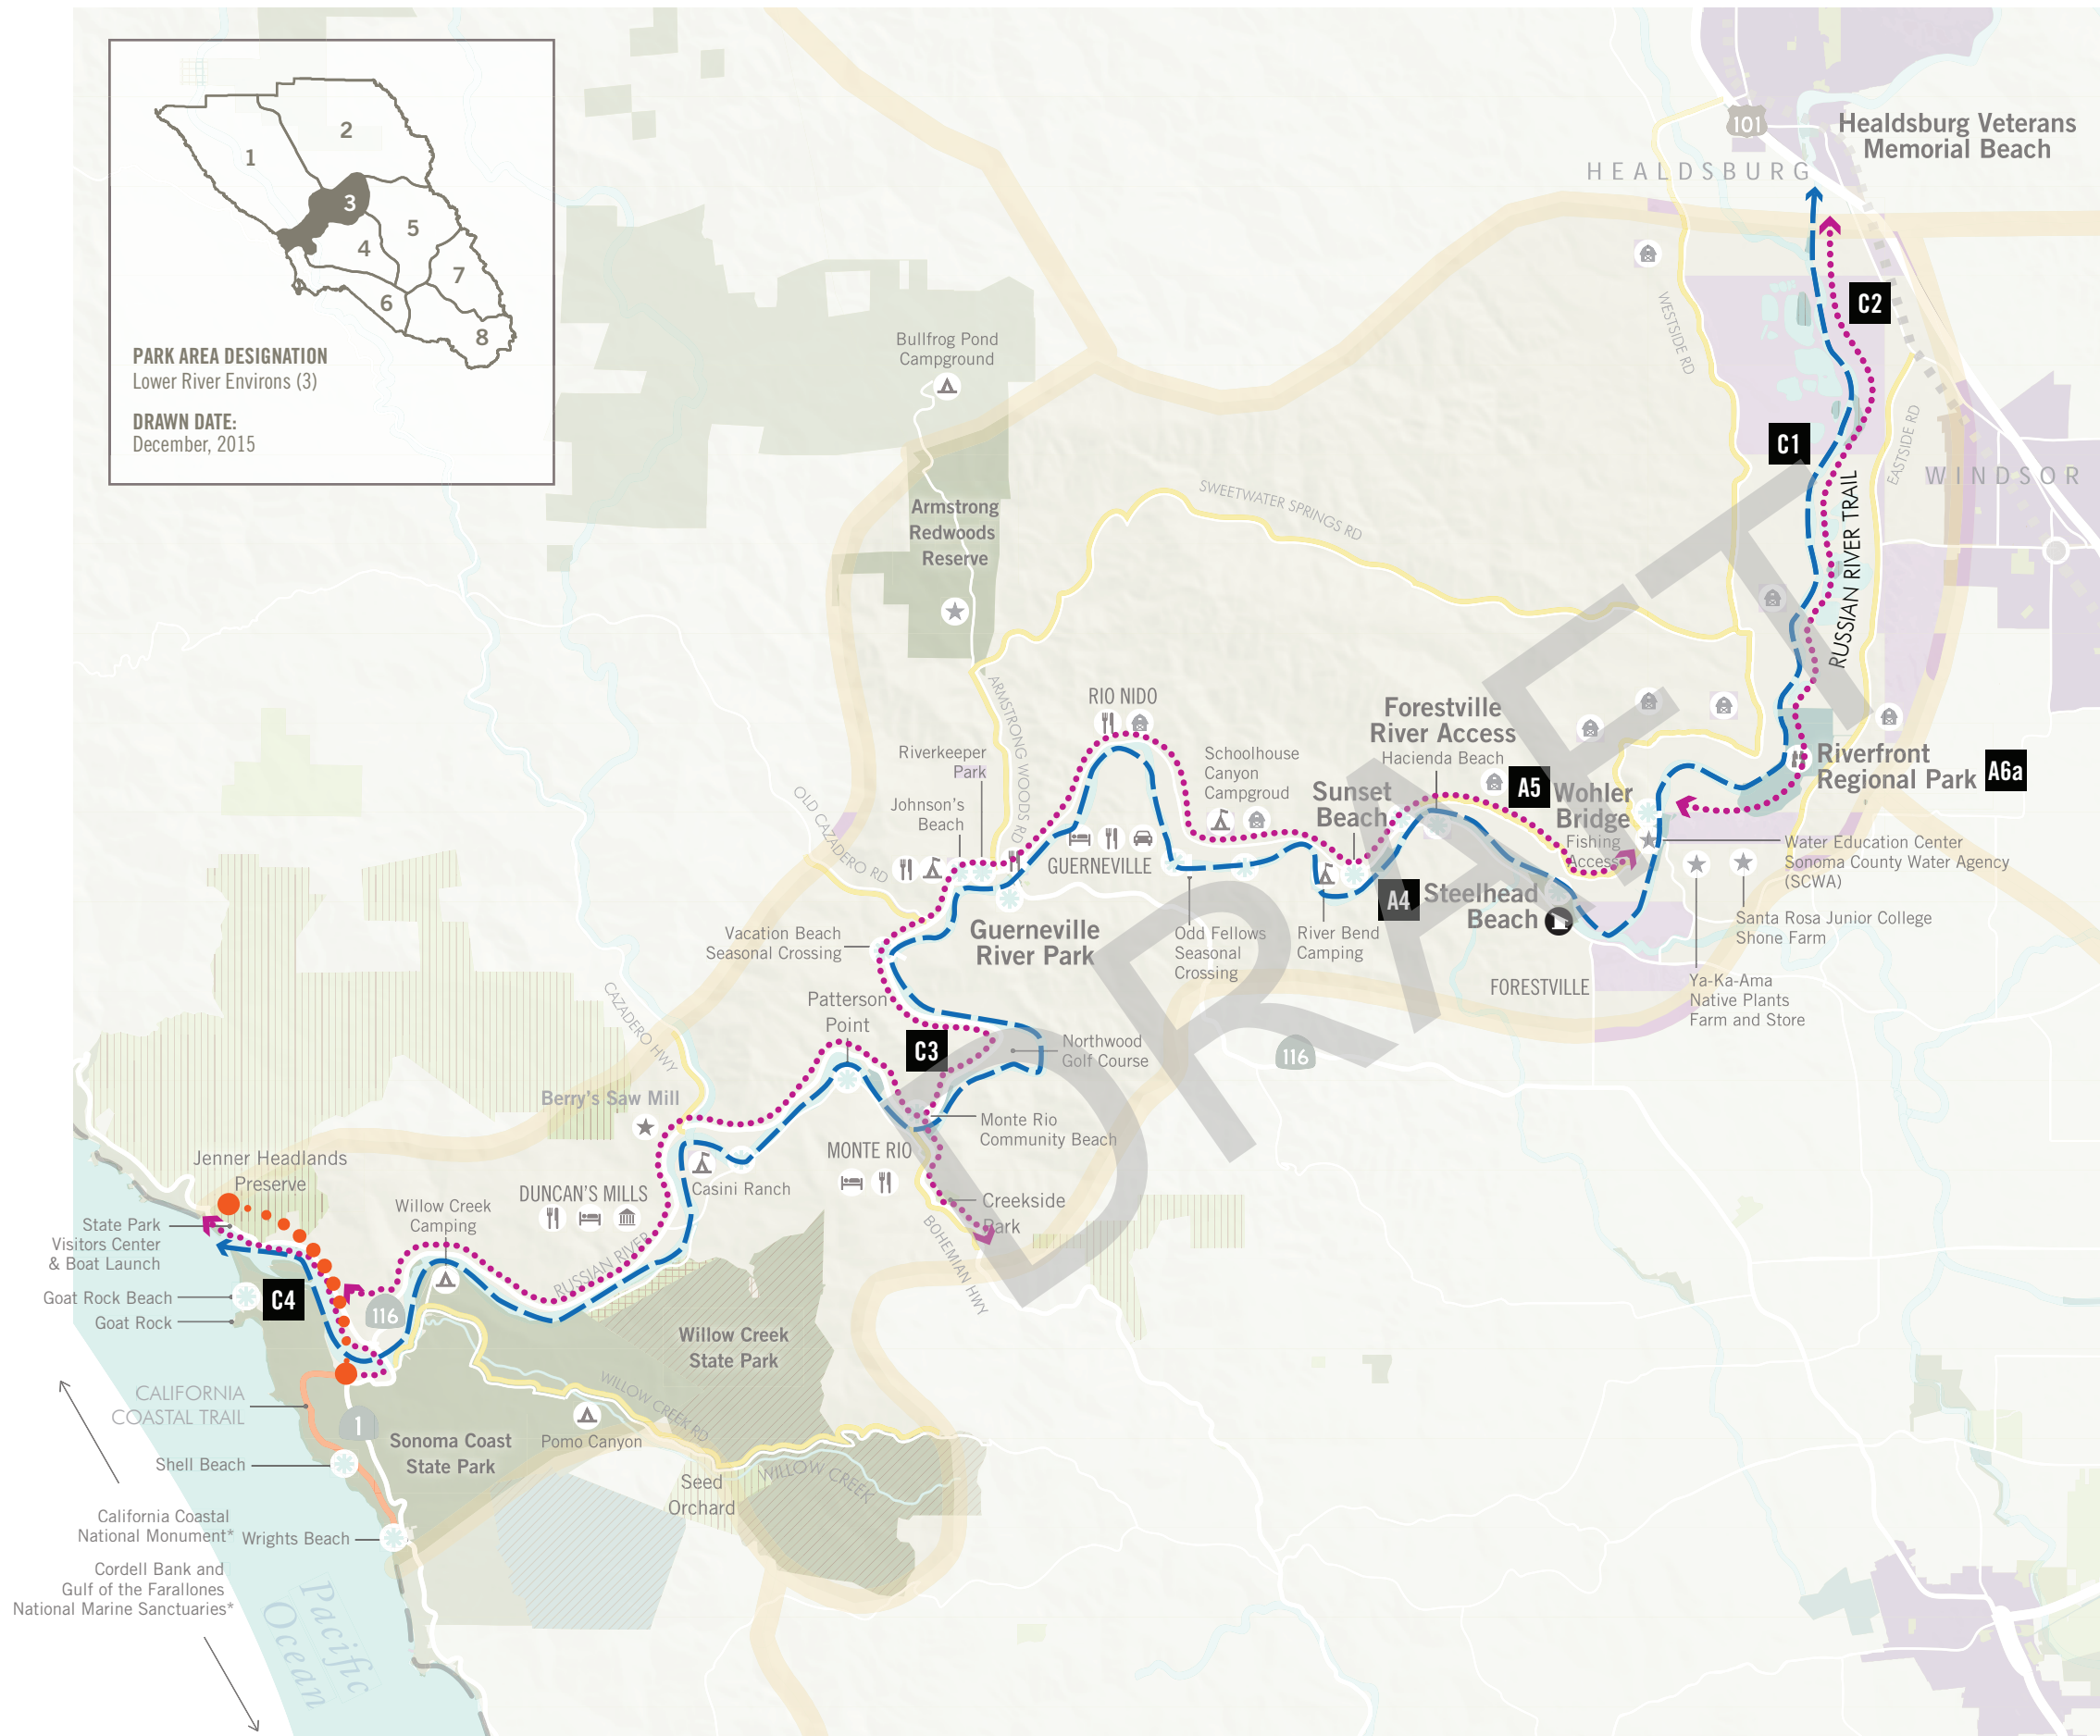 1
2
3
4
5
6
7
8
PARK AREA DESIGNATION
Lower River Environs (3)
DRAWN DATE:
December, 2015
101
Healdsburg Veterans
Memorial Beach
HEALDSBURG
C2
WESTSIDE RD
C1
EASTSIDE RD
WINDSOR
RUSSIAN RIVER TRAIL
Bullfrog Pond
Campground
Armstrong
Redwoods
Reserve
SWEETWATER SPRINGS RD
ARMSTRONG WOODS RD
RIO NIDO
Riverkeeper
Park
Johnson's
Beach
OLD CAZADERO RD
GUERNEVILLE
Schoolhouse
Canyon
Campgroud
Forestville
River Access
Hacienda Beach
Sunset
Beach
A5
Wohler
Bridge
Fishing
Access
Riverfront
Regional Park
A6a
Water Education Center
Sonoma County Water Agency
(SCWA)
Santa Rosa Junior College
Shone Farm
Ya-Ka-Ama
Native Plants
Farm and Store
A4
Steelhead
Beach
FORESTVILLE
Guerneville
River Park
Odd Fellows
Seasonal
Crossing
River Bend
Camping
Vacation Beach
Seasonal Crossing
Patterson
Point
C3
Northwood
Golf Course
116
CAZADERO HWY
Berry's Saw Mill
MONTE RIO
Monte Rio
Community Beach
Creekside
Park
BOHEMIAN HWY
Casini Ranch
DUNCAN'S MILLS
RUSSIAN RIVER
Willow Creek
Camping
Jenner Headlands
Preserve
State Park
Visitors Center
& Boat Launch
Goat Rock Beach
Goat Rock
C4
116
CALIFORNIA
COASTAL TRAIL
1
Willow Creek
State Park
WILLOW CREEK RD
Sonoma Coast
State Park
Pomo Canyon
Seed
Orchard
WILLOW CREEK
Shell Beach
California Coastal
National Monument*
Wrights Beach
Cordell Bank and
Gulf of the Farallones
National Marine Sanctuaries*
Pacific
Ocean
DRAFT